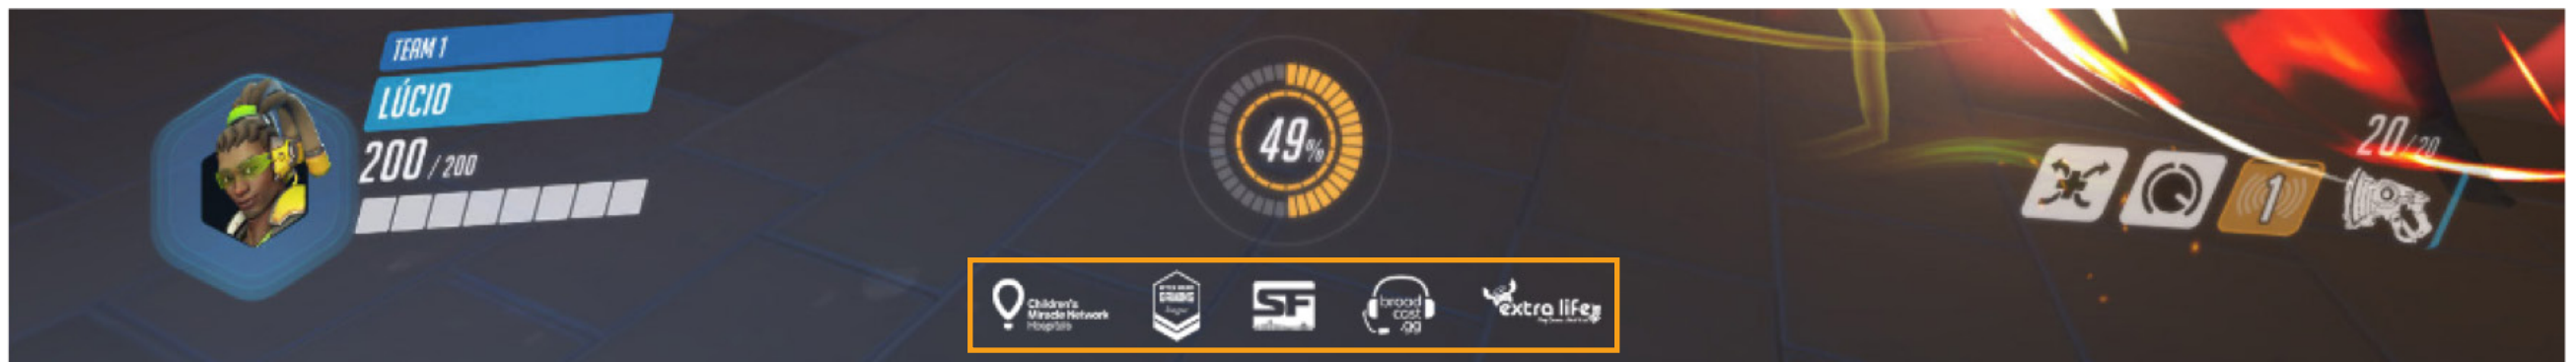 TEAM 1
LÚCIO
200 / 200
49%
1
20/20
Children's
Miracle Network
Hospitals
GAMING
SF
broad
cast
.gg
extra life